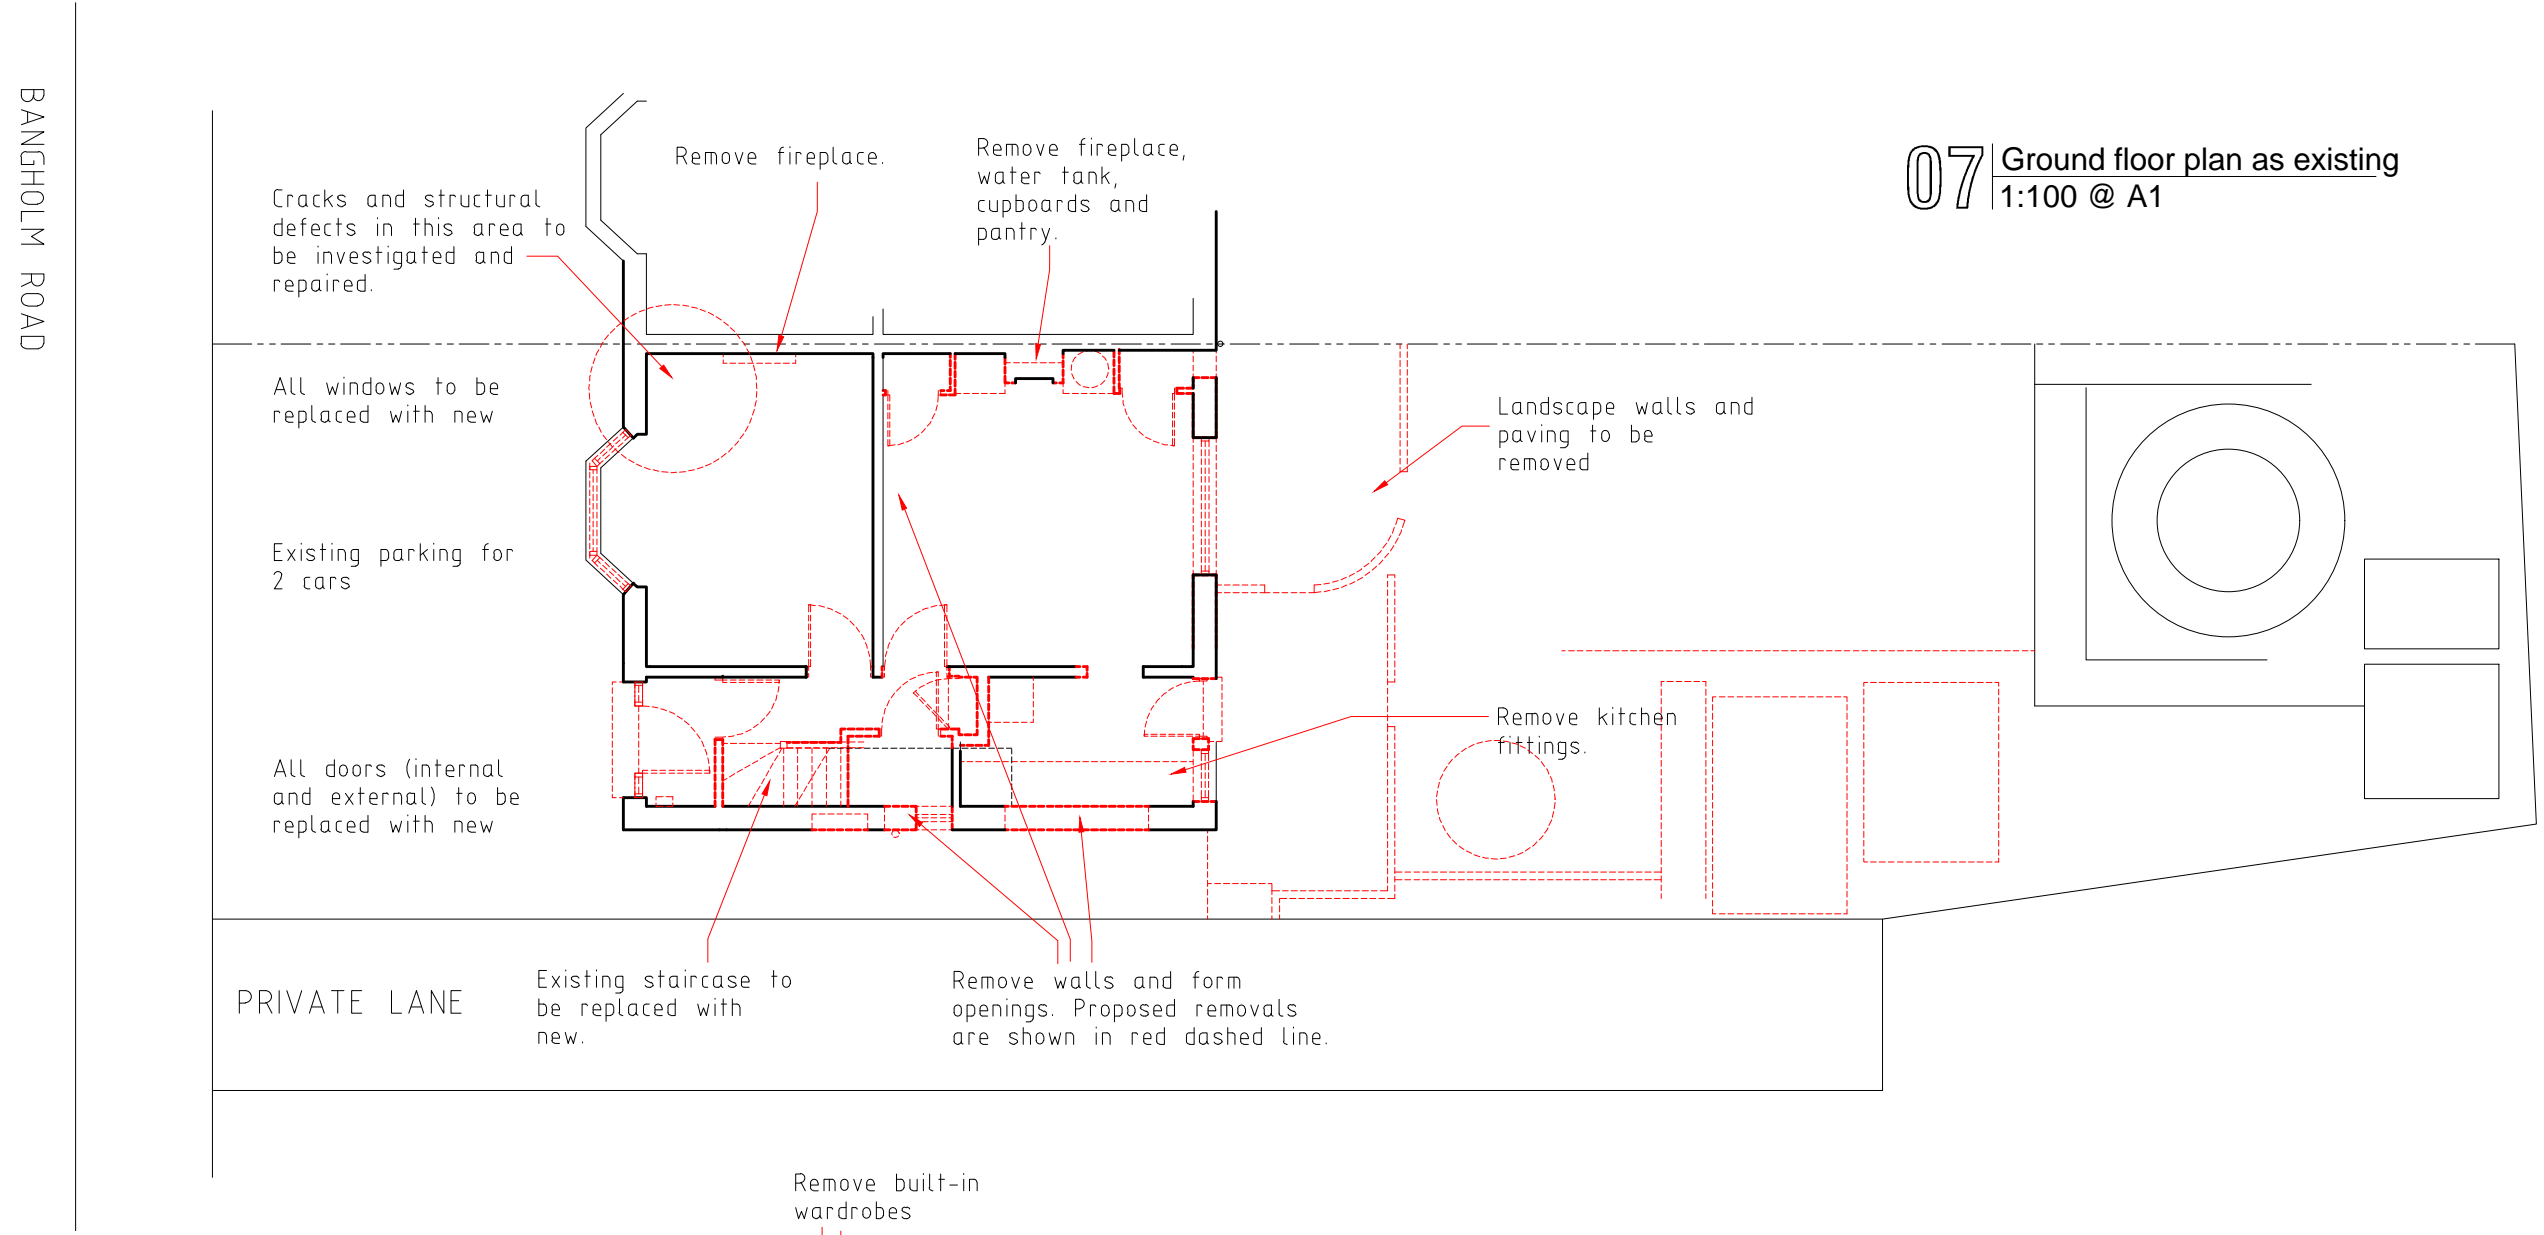 BANGHOLM ROAD
Remove fireplace.
Remove fireplace,
water tank,
cupboards and
pantry.
07
Ground floor plan as existing
1:100 @ A1
Cracks and structural
defects in this area to
be investigated and
repaired.
All windows to be
replaced with new
Landscape walls and
paving to be
removed
Existing parking for
2 cars
Remove kitchen
fittings.
All doors (internal
and external) to be
replaced with new
PRIVATE LANE
Existing staircase to
be replaced with
new.
Remove walls and form
openings. Proposed removals
are shown in red dashed line.
Remove built-in
wardrobes